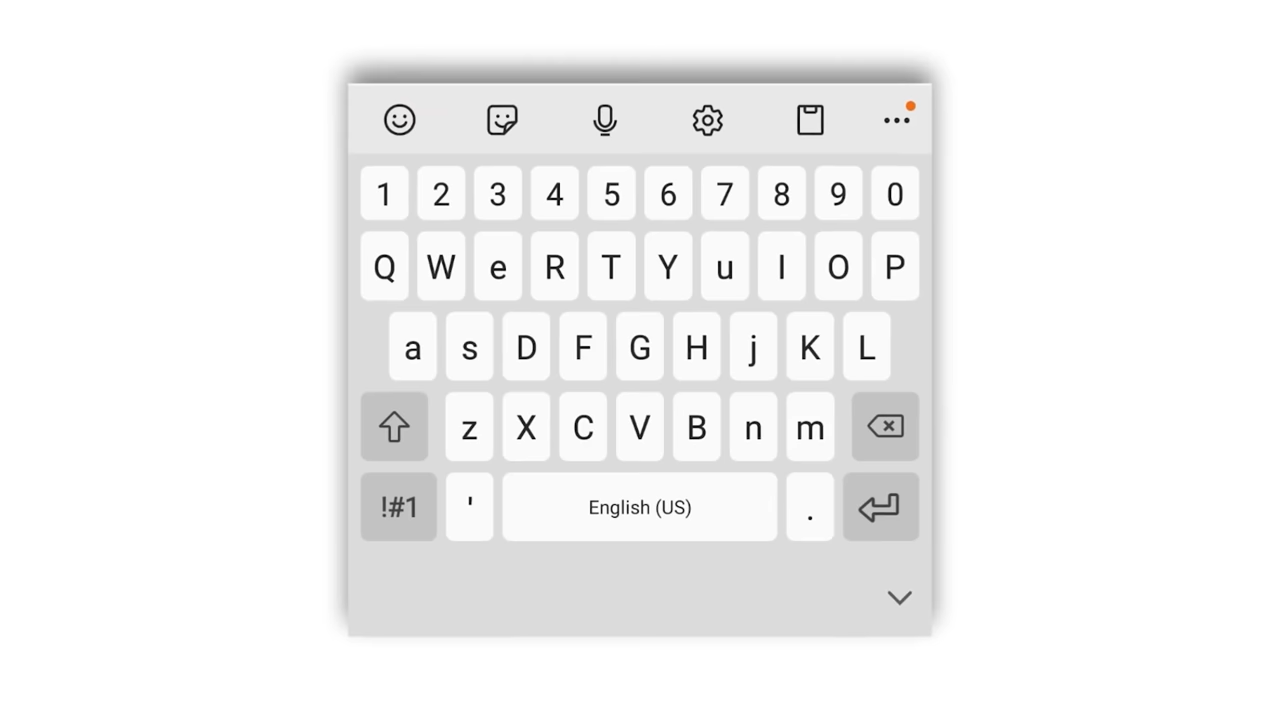 1 2 3 4 5 6 7 8 9 0
Q W e R T Y u I O P
a s D F G H j K L
z X C V B n m
!#1 ' English (US) .